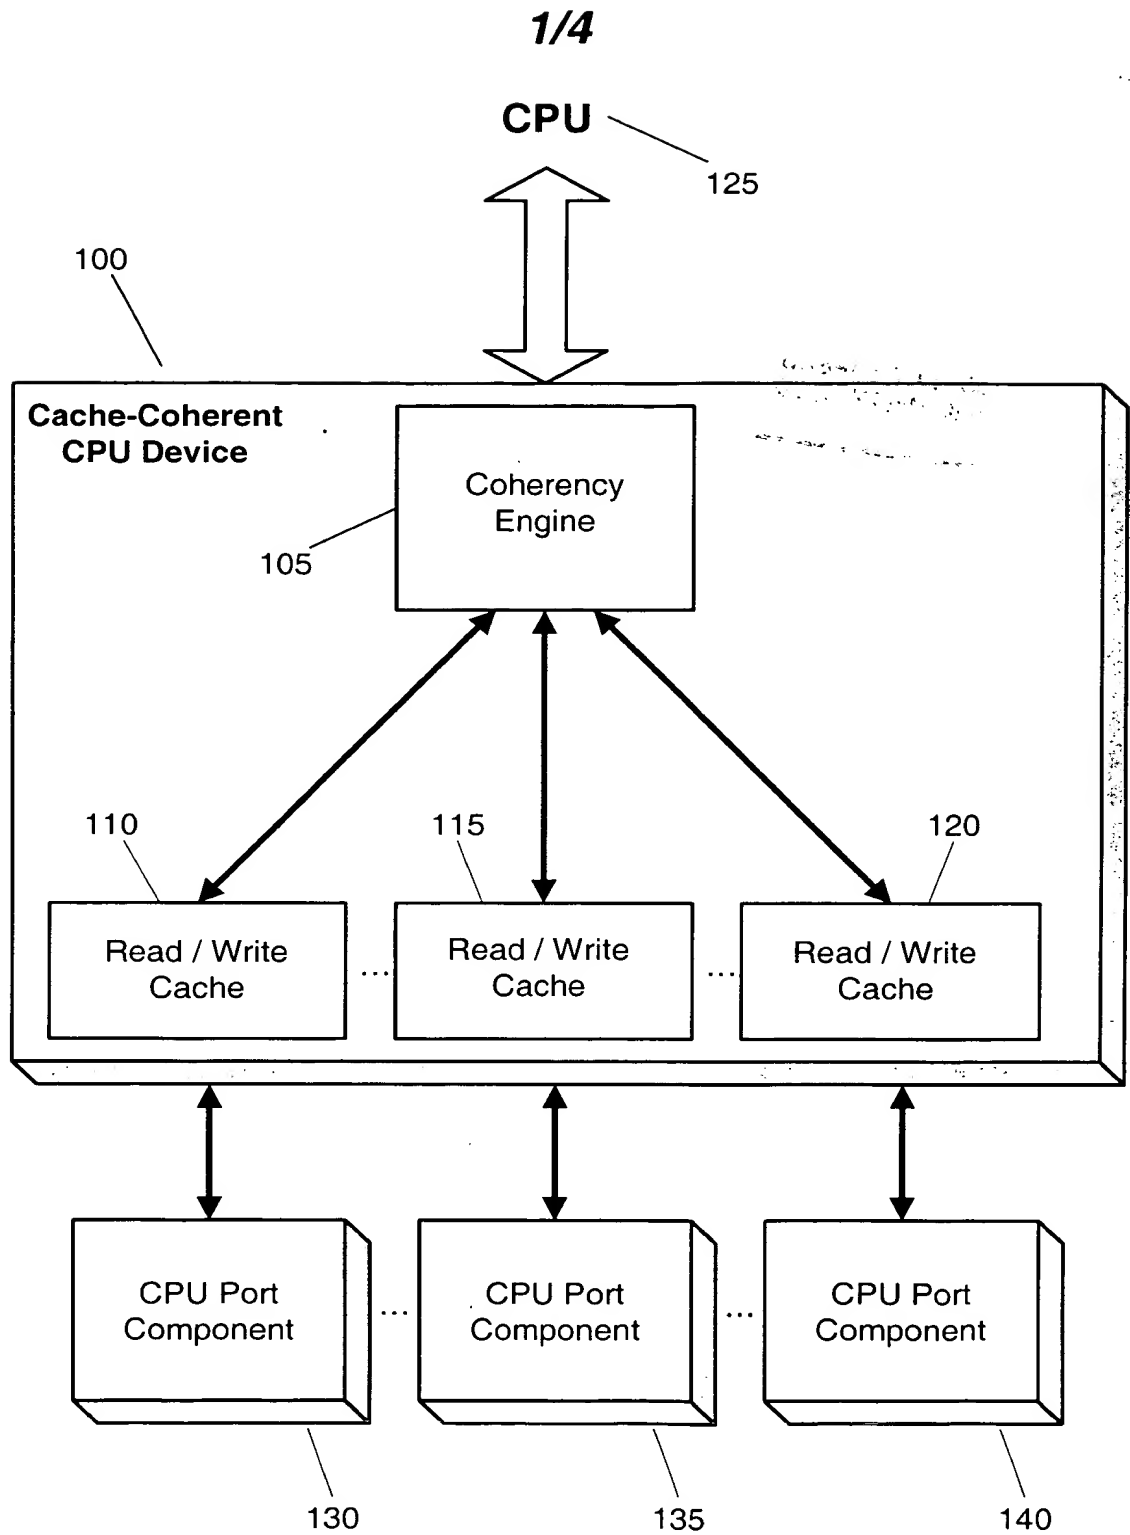 1/4
CPU
125
100
Cache-Coherent
CPU Device
Coherency
Engine
105
110
115
120
Read / Write
Cache
...
Read / Write
Cache
...
Read / Write
Cache
CPU Port
Component
...
CPU Port
Component
...
CPU Port
Component
130
135
140